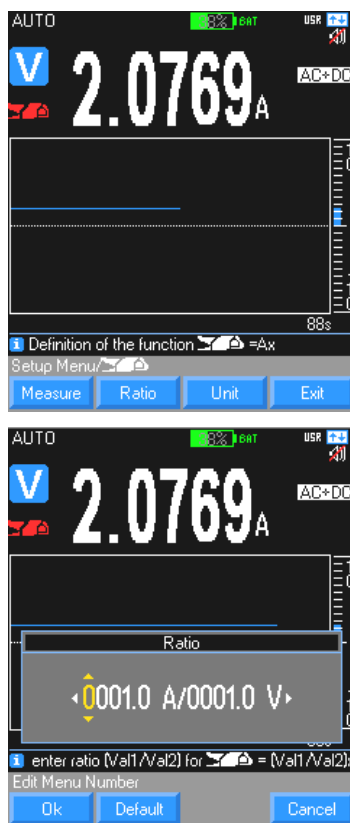 AUTO 8% BAT USR
V 2.0769 A AC+DC
88s
i Definition of the function =Ax
Setup Menu/
Measure Ratio Unit Exit
AUTO 8% BAT USR
V 2.0769 A AC+DC
Ratio
0001.0 A/0001.0 V
i enter ratio (Val1/Val2) for = (Val1/Val2);
Edit Menu Number
Ok Default Cancel